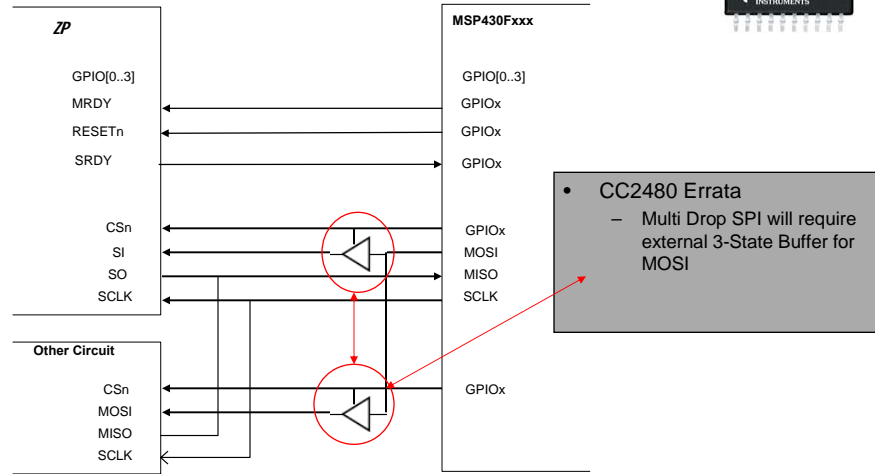 INSTRUMENTS
ZP
GPIO[0..3]
MRDY
RESETn
SRDY
CSn
SI
SO
SCLK
MSP430Fxxx
GPIO[0..3]
GPIOx
GPIOx
GPIOx
GPIOx
MOSI
MISO
SCLK
GPIOx
Other Circuit
CSn
MOSI
MISO
SCLK
• CC2480 Errata
– Multi Drop SPI will require
external 3-State Buffer for
MOSI